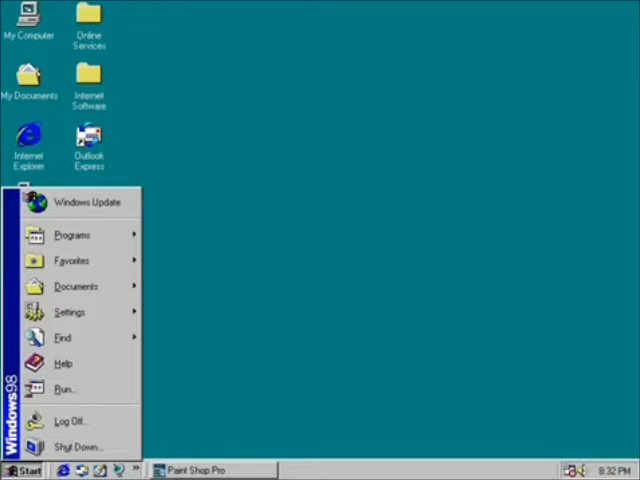 My Computer
Online
Services
My Documents
Internet
Software
Internet
Explorer
Outlook
Express
Windows Update
Programs
Favorites
Documents
Settings
Find
Help
Run...
Log Off...
Shut Down...
Windows98
Start
»
Paint Shop Pro
8:32 PM